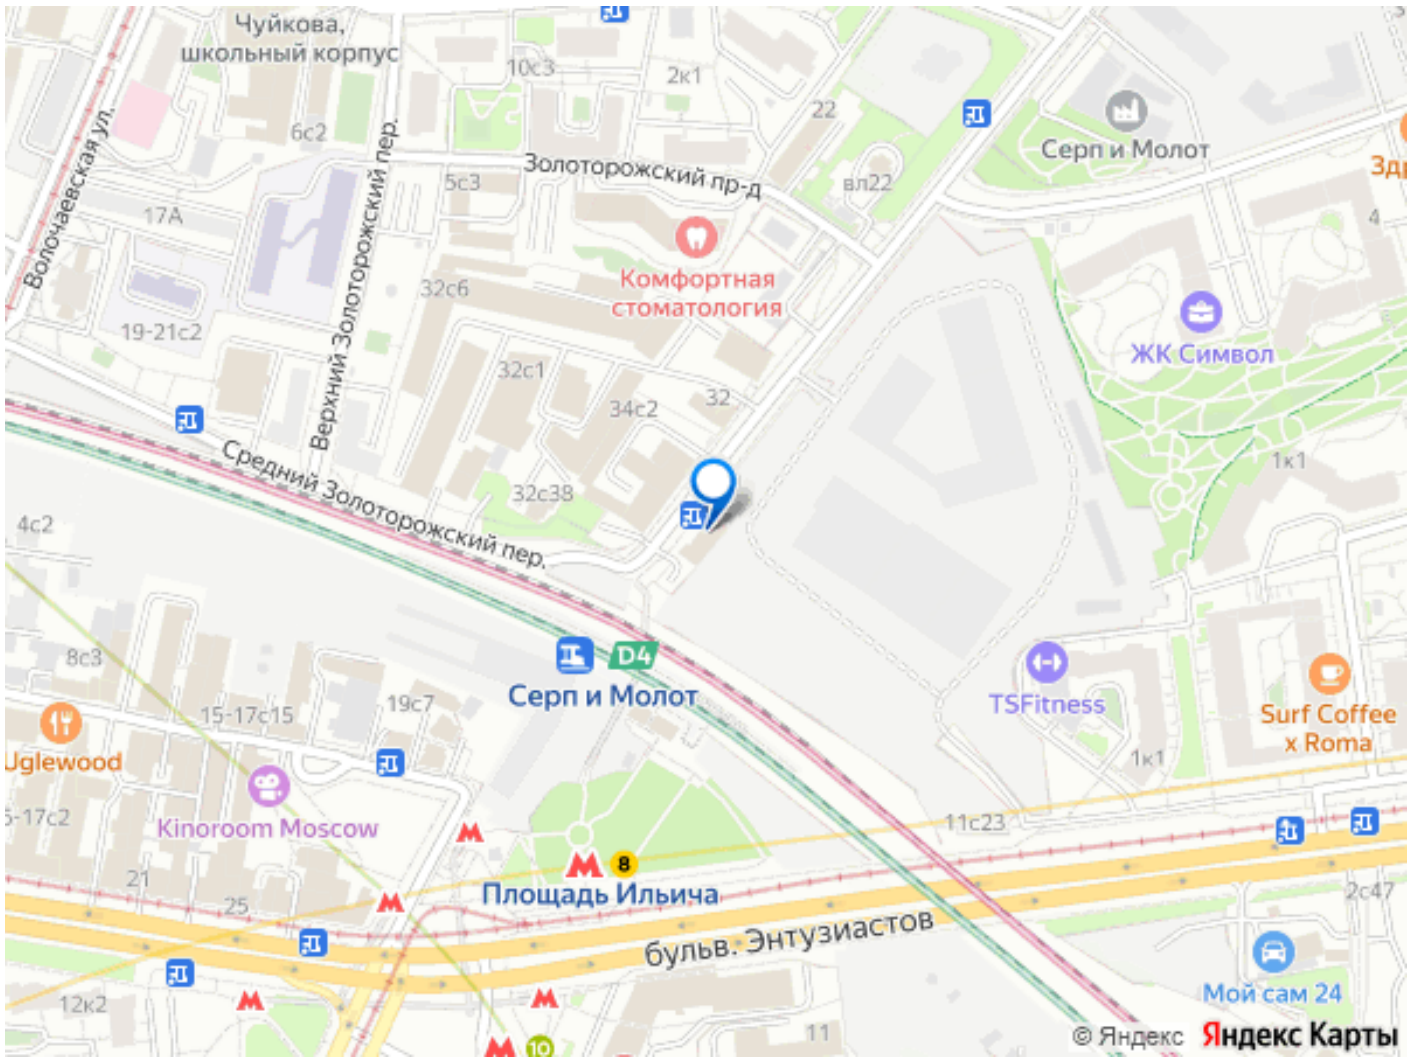 Чуйкова,
школьный корпус
10с3
2к1
22
6с2
Серп и Молот
Волочаевская ул.
Верхний Золоторожский пер.
Золоторожский пр-д
5с3
вл22
17А
4
Комфортная
стоматология
32с6
19-21с2
ЖК Символ
32с1
34с2
32
1к1
Средний Золоторожский пер.
32с38
4с2
8с3
D4
Серп и Молот
19с7
15-17с15
TSFitness
Surf Coffee
x Roma
Uglewood
1к1
Kinoroom Moscow
11с23
8
Площадь Ильича
21
25
2с47
бульв. Энтузиастов
12к2
Мой сам 24
11
10
© Яндекс Яндекс Карты